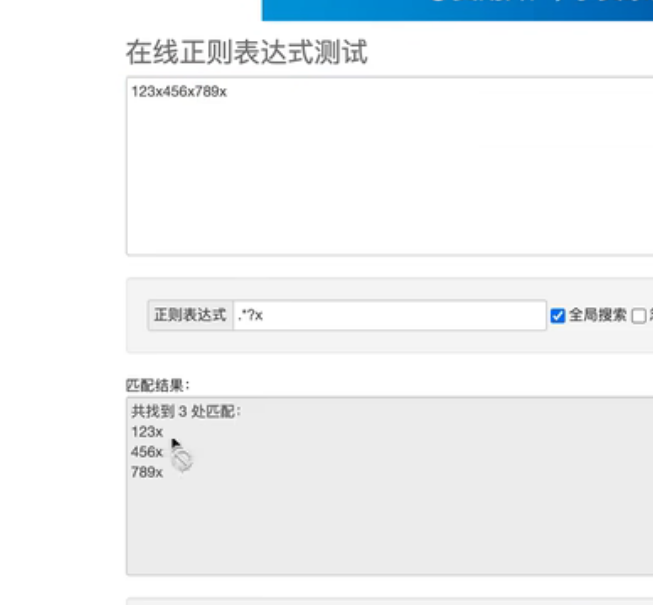 在线正则表达式测试
123x456x789x
正则表达式 .*?x 全局搜索
匹配结果：
共找到 3 处匹配：
123x
456x
789x